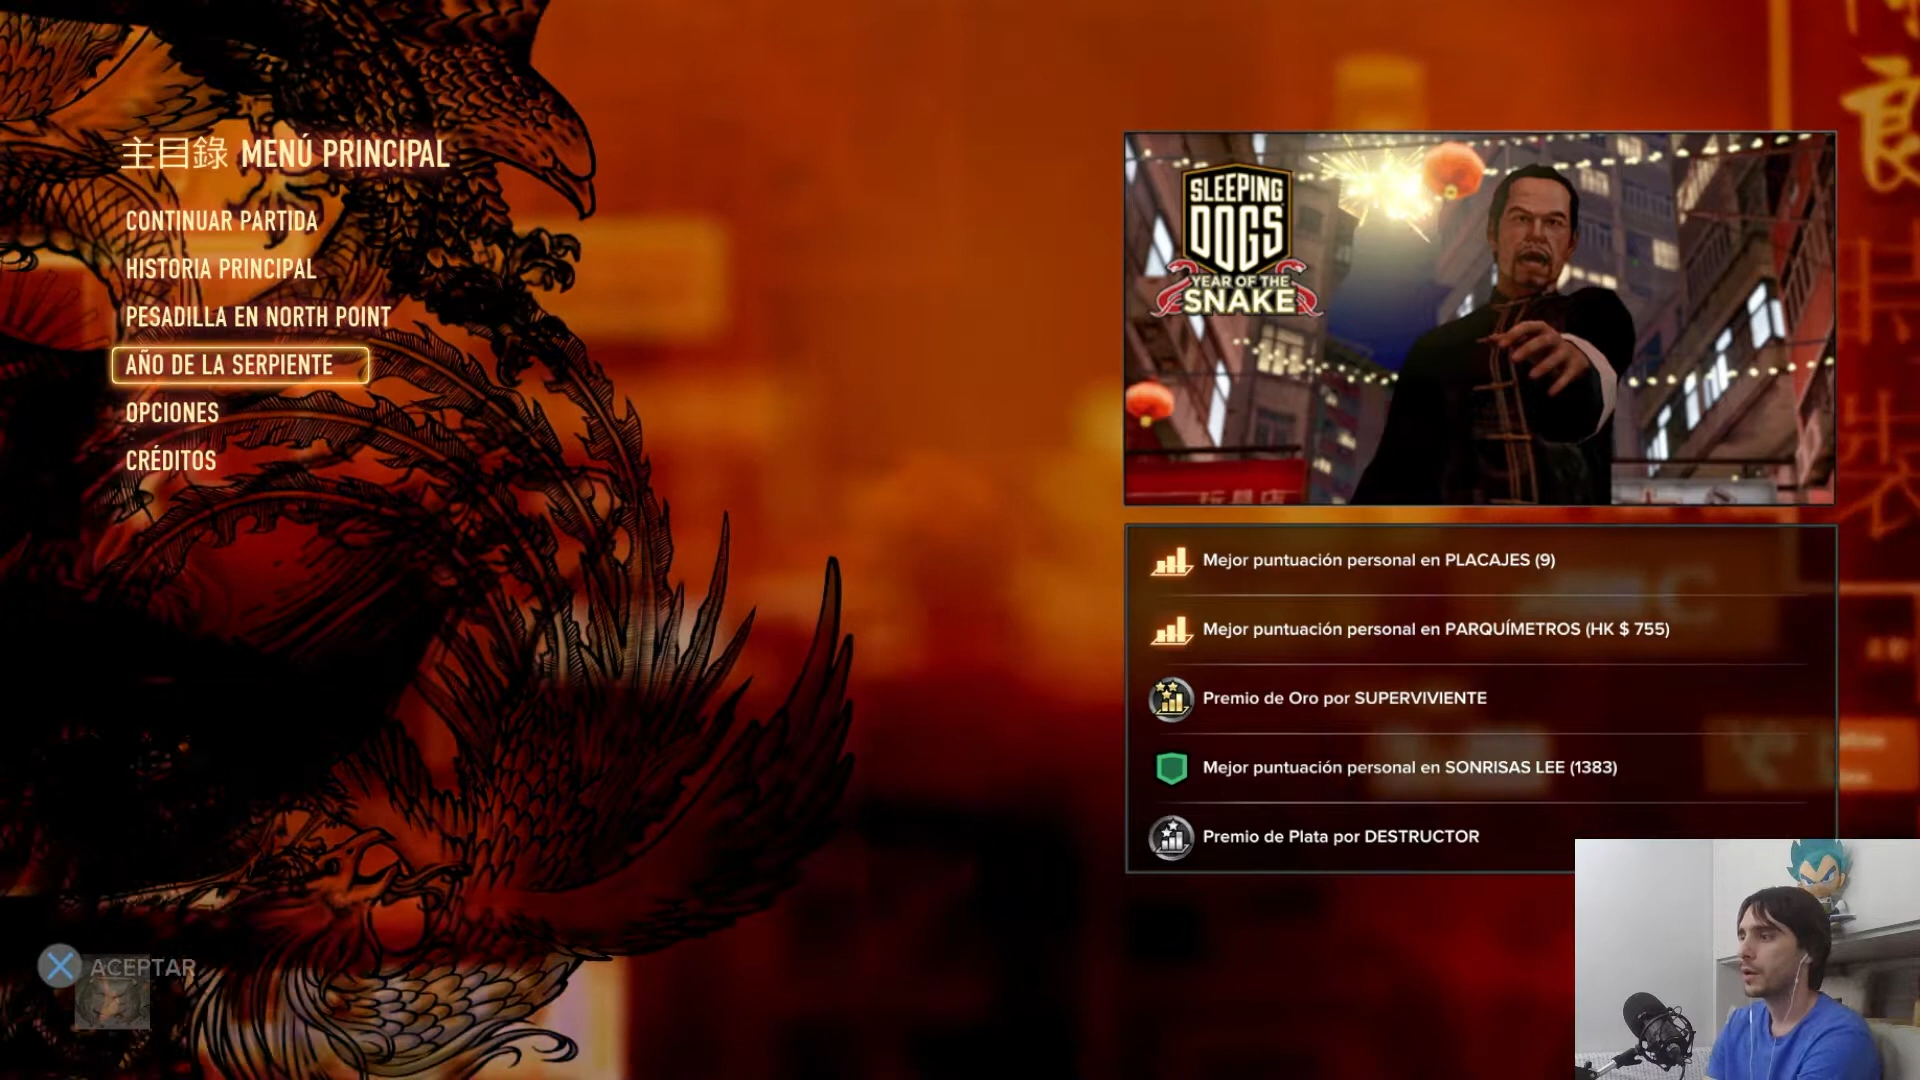 主目錄 MENÚ PRINCIPAL
CONTINUAR PARTIDA
HISTORIA PRINCIPAL
PESADILLA EN NORTH POINT
AÑO DE LA SERPIENTE
OPCIONES
CRÉDITOS
ACEPTAR
SLEEPING
DOGS
YEAR OF THE
SNAKE
Mejor puntuación personal en PLACAJES (9)
Mejor puntuación personal en PARQUÍMETROS (HK $ 755)
Premio de Oro por SUPERVIVIENTE
Mejor puntuación personal en SONRISAS LEE (1383)
Premio de Plata por DESTRUCTOR